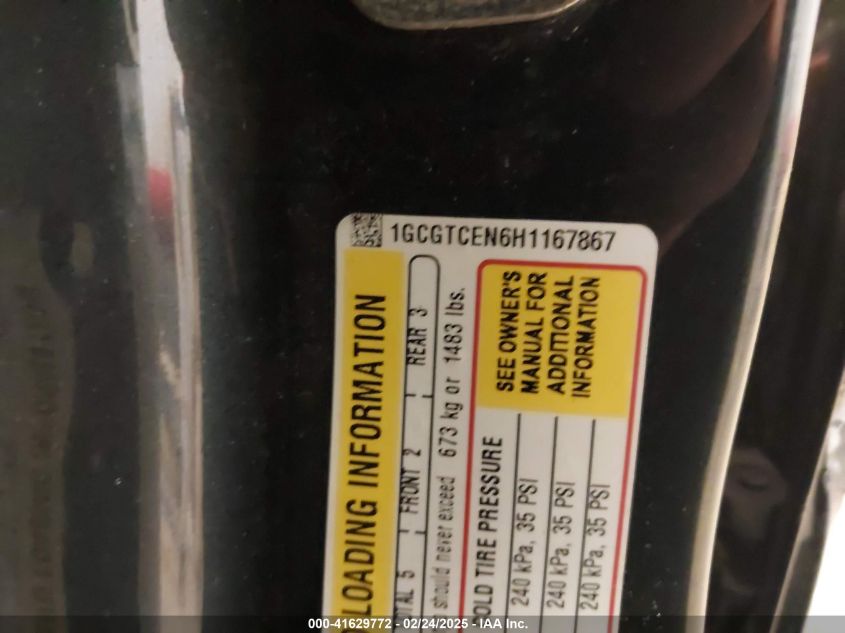 1GCGTCEN6H1167867
LOADING INFORMATION
5 FRONT 2 REAR 3
should never exceed 673 kg or 1483 lbs.
TIRE PRESSURE
240 kPa, 35 PSI
240 kPa, 35 PSI
240 kPa, 35 PSI
SEE OWNER'S
MANUAL FOR
ADDITIONAL
INFORMATION
000-41629772 - 02/24/2025 - IAA Inc.